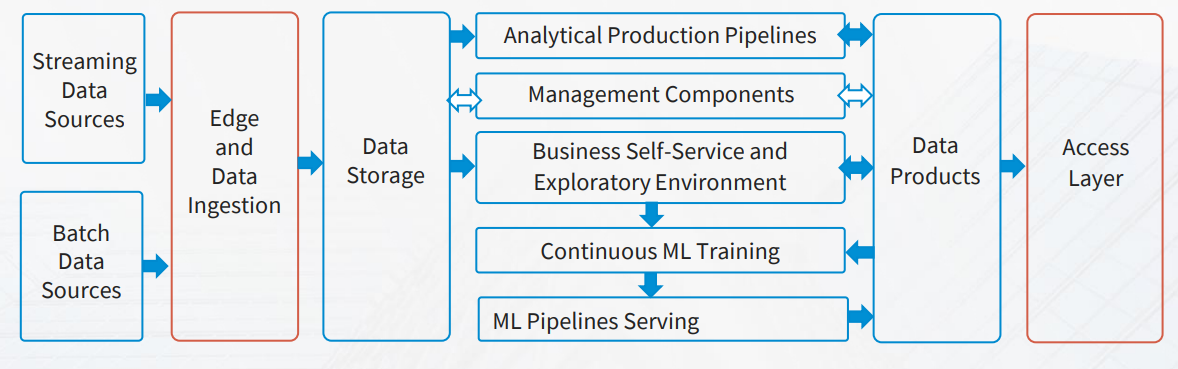 Streaming
Data
Sources
Batch
Data
Sources
Edge
and
Data
Ingestion
Data
Storage
Analytical Production Pipelines
Management Components
Business Self-Service and
Exploratory Environment
Continuous ML Training
ML Pipelines Serving
Data
Products
Access
Layer